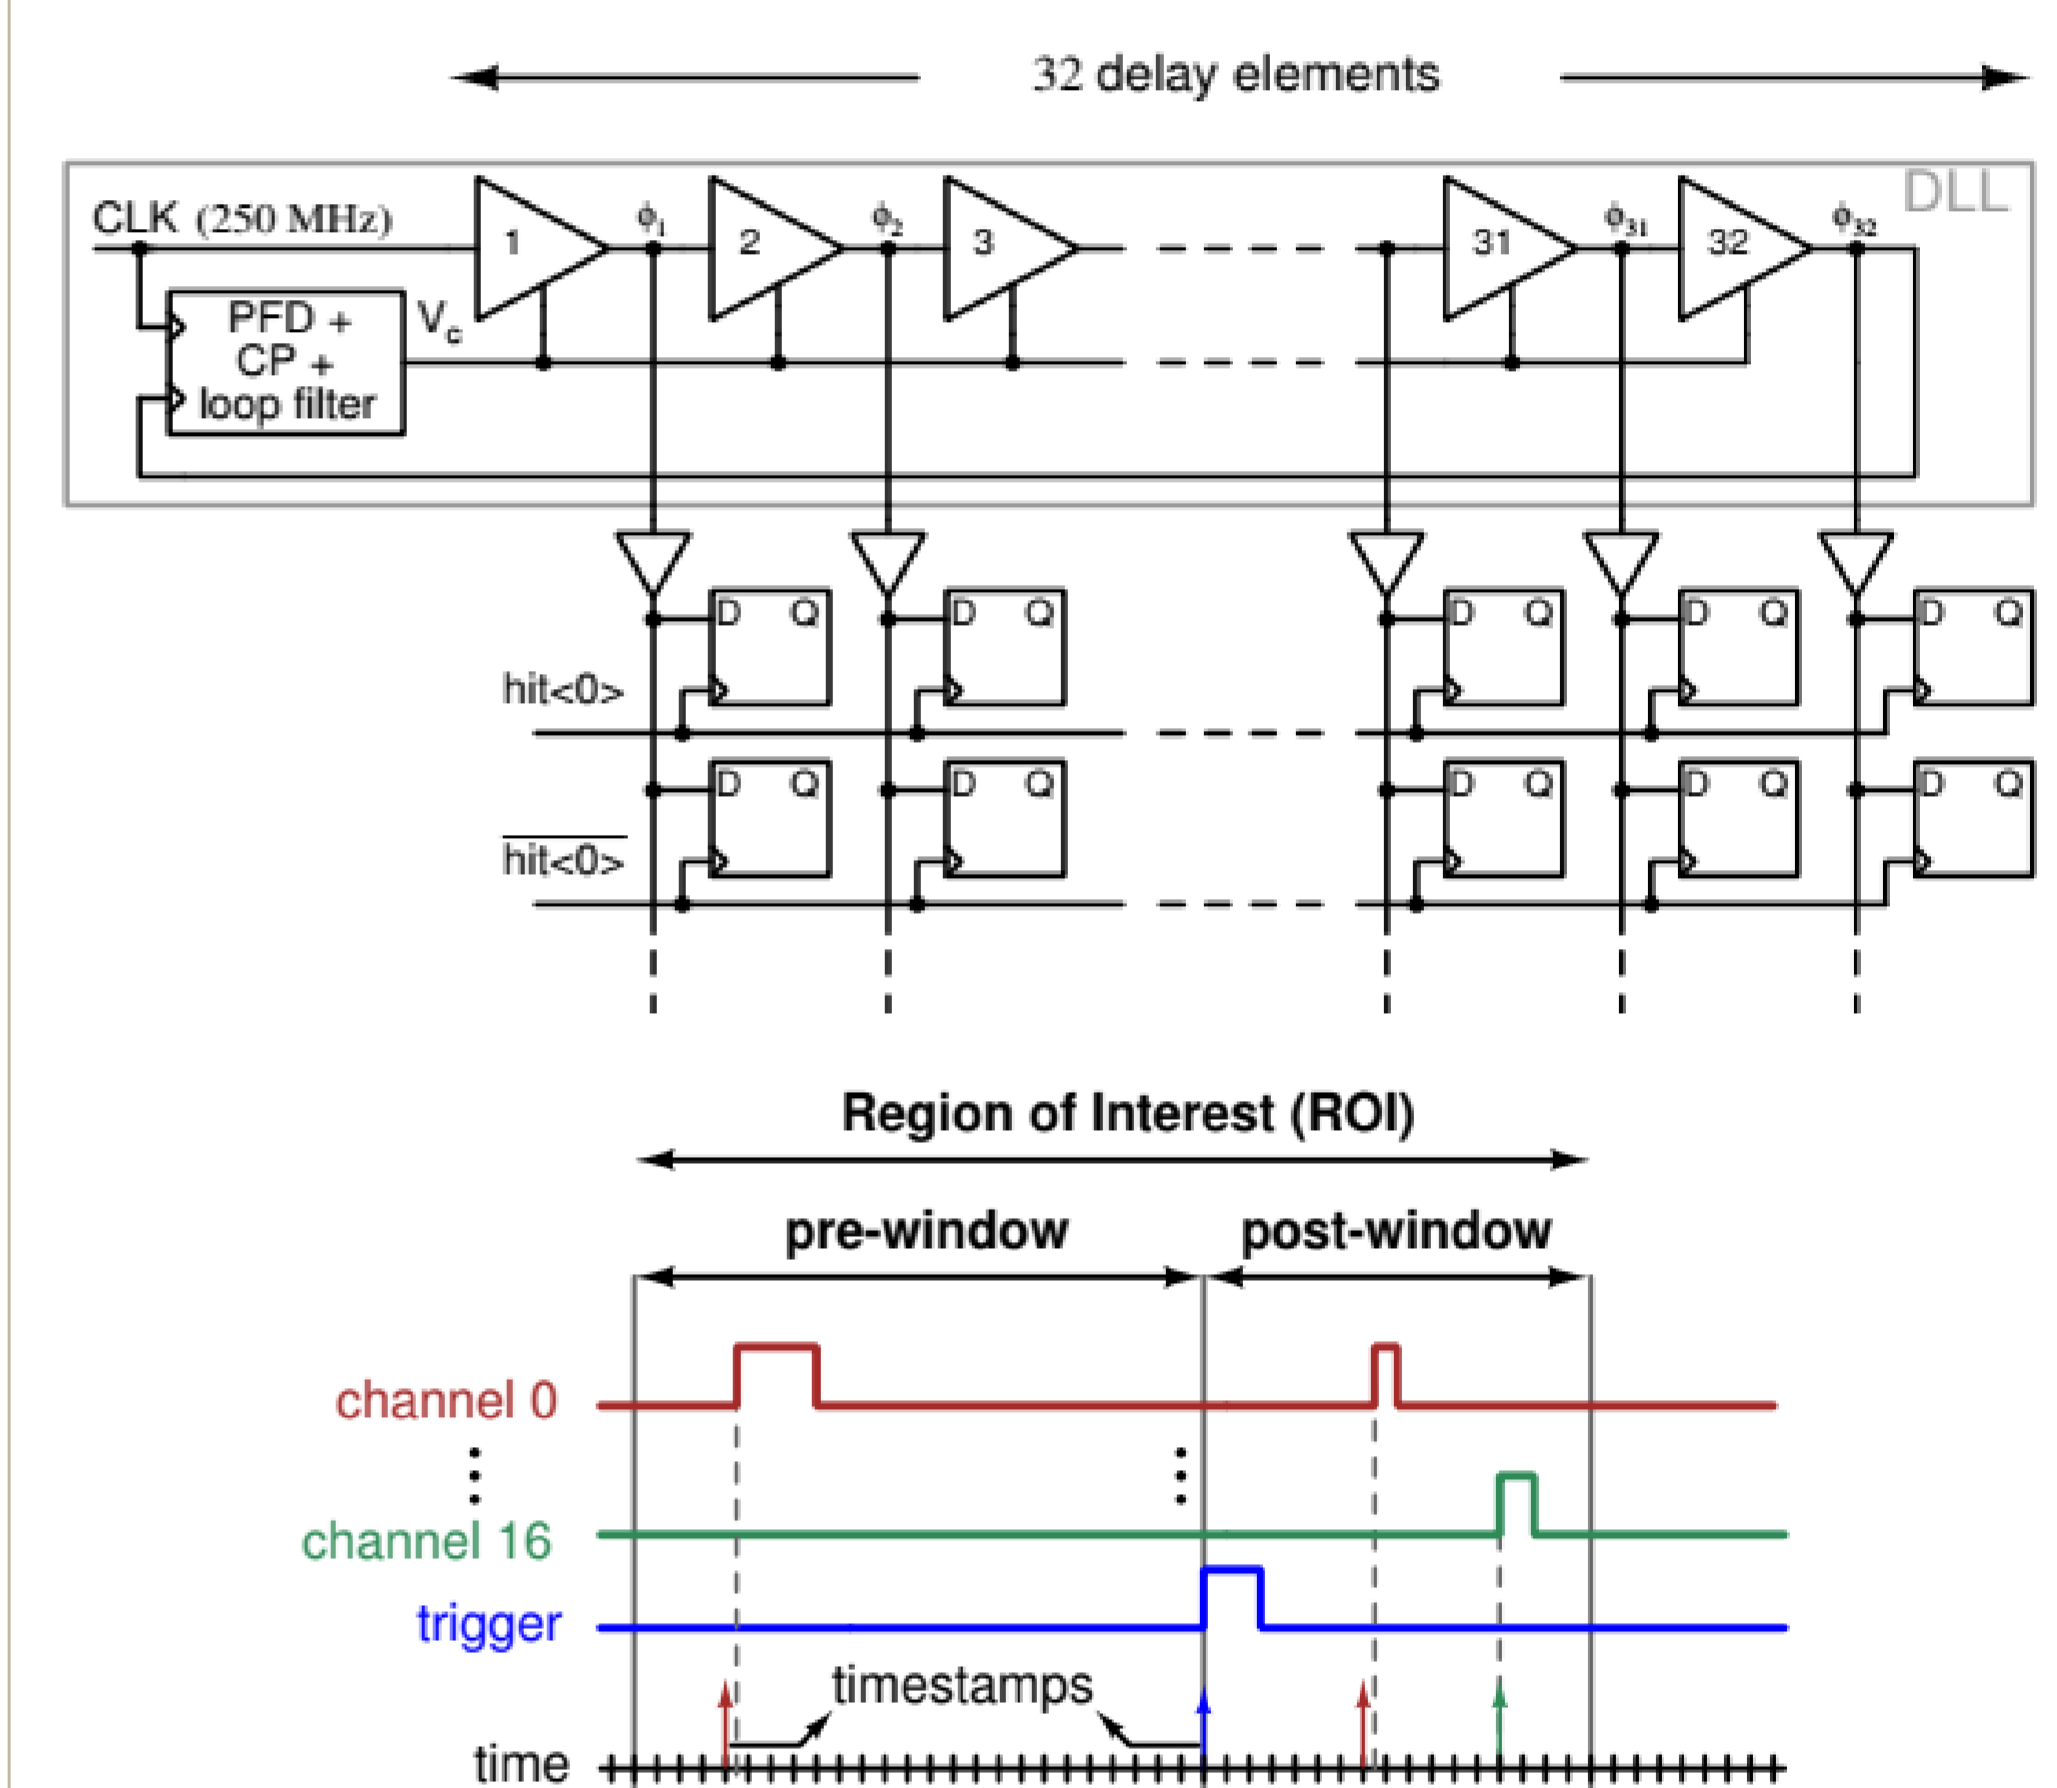 32 delay elements
DLL
CLK (250 MHz)
1
ϕ1
2
ϕ2
3
31
ϕ31
32
ϕ32
PFD +
CP +
loop filter
Vc
D Q
D Q
D Q
D Q
D Q
hit<0>
D Q
D Q
D Q
D Q
D Q
hit<0>
Region of Interest (ROI)
pre-window
post-window
channel 0
channel 16
trigger
timestamps
time